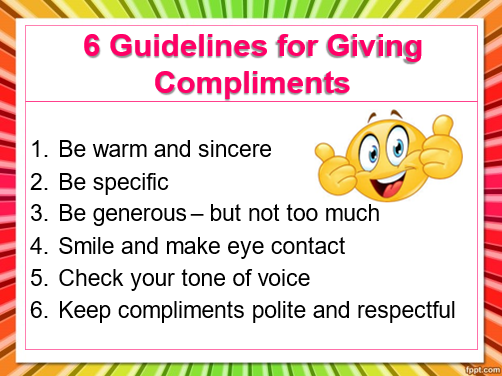 6 Guidelines for Giving
Compliments
1. Be warm and sincere
2. Be specific
3. Be generous – but not too much
4. Smile and make eye contact
5. Check your tone of voice
6. Keep compliments polite and respectful
fppt.com